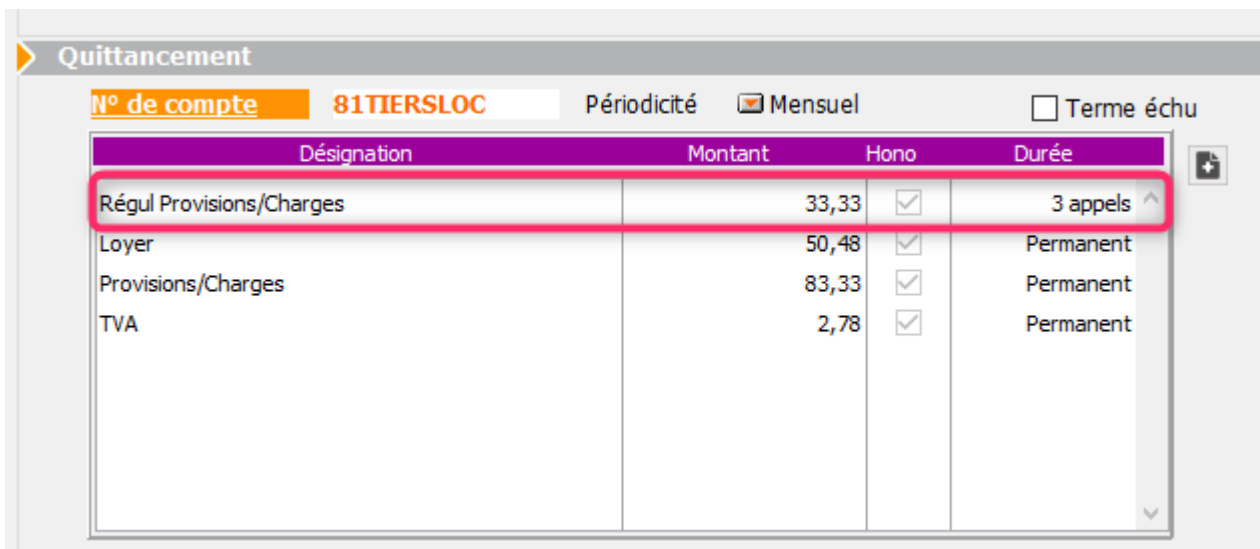 Quittancement
N° de compte 81TIERSLOC Périodicité Mensuel Terme échu
Désignation Montant Hono Durée
Régul Provisions/Charges 33,33 3 appels
Loyer 50,48 Permanent
Provisions/Charges 83,33 Permanent
TVA 2,78 Permanent